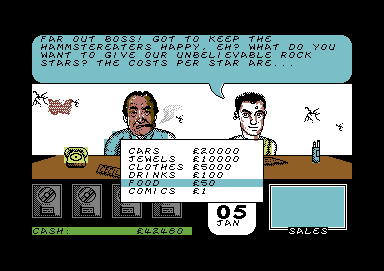 FAR OUT BOSS! GOT TO KEEP THE
HAMMSTEREATERS HAPPY, EH? WHAT DO YOU
WANT TO GIVE OUR UNBELIEVABLE ROCK
STARS? THE COSTS PER STAR ARE...
CARS £20000
JEWELS £10000
CLOTHES £5000
DRINKS £100
FOOD £50
COMICS £1
05
JAN
CASH: £42480
SALES